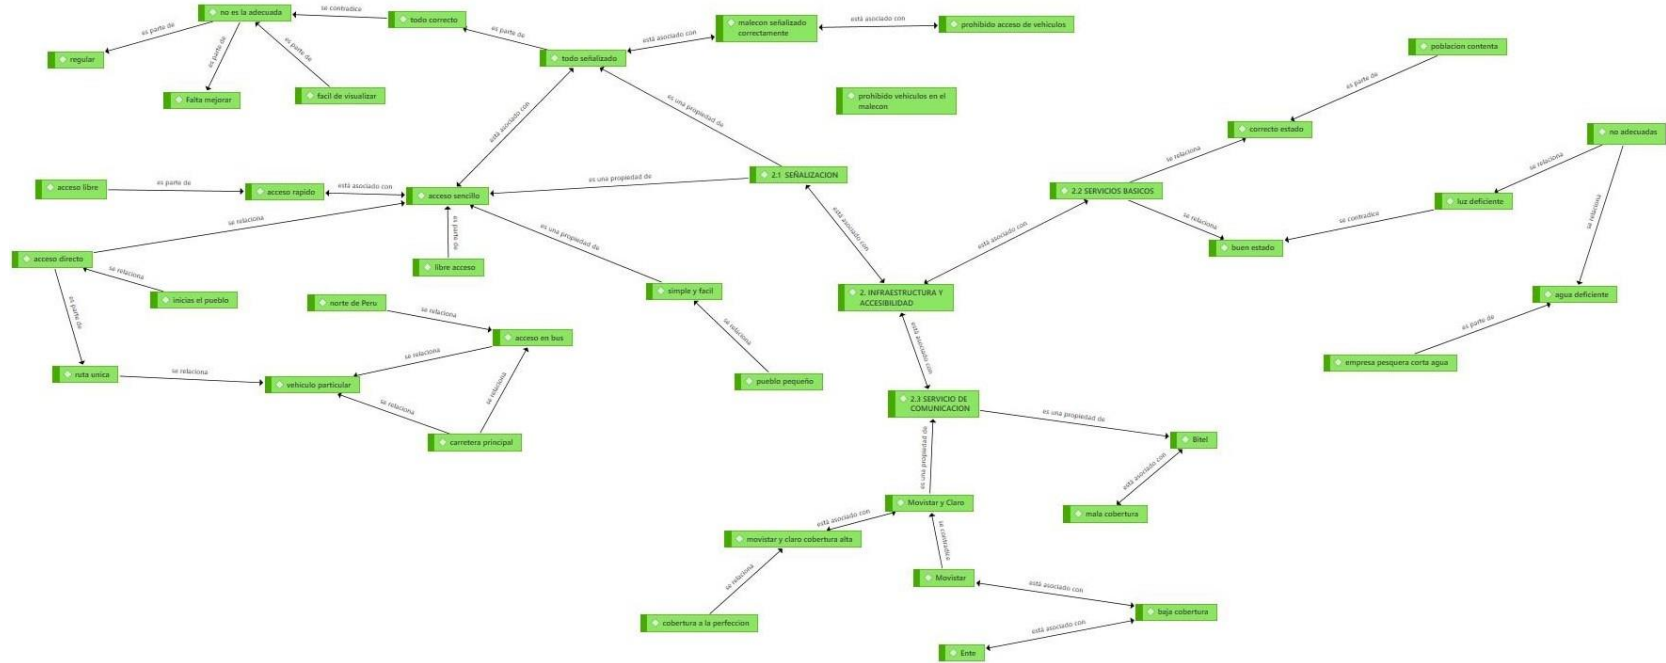 no es la adecuada
se contradice
todo correcto
malecon señalizado
correctamente
está asociado con
prohibido acceso de vehiculos
es parte de
es parte de
es parte de
es parte de
está asociado con
regular
todo señalizado
poblacion contenta
Falta mejorar
facil de visualizar
prohibido vehiculos en el
malecon
es parte de
está asociado con
es una propiedad de
correcto estado
no adecuadas
se relaciona
se relaciona
acceso libre
es parte de
acceso rapido
está asociado con
acceso sencillo
es una propiedad de
2.1 SEÑALIZACION
2.2 SERVICIOS BASICOS
luz deficiente
se relaciona
es parte de
es una propiedad de
está asociado con
está asociado con
se relaciona
se contradice
se relaciona
buen estado
acceso directo
se relaciona
libre acceso
inicias el pueblo
simple y facil
2. INFRAESTRUCTURA Y
ACCESIBILIDAD
agua deficiente
es parte de
norte de Peru
se relaciona
acceso en bus
se relaciona
está asociado con
es parte de
se relaciona
empresa pesquera corta agua
ruta unica
se relaciona
vehiculo particular
se relaciona
pueblo pequeño
se relaciona
2.3 SERVICIO DE
COMUNICACION
es una propiedad de
carretera principal
Bitel
es una propiedad de
está asociado con
Movistar y Claro
mala cobertura
está asociado con
movistar y claro cobertura alta
se contradice
se relaciona
Movistar
está asociado con
cobertura a la perfeccion
baja cobertura
está asociado con
Ente